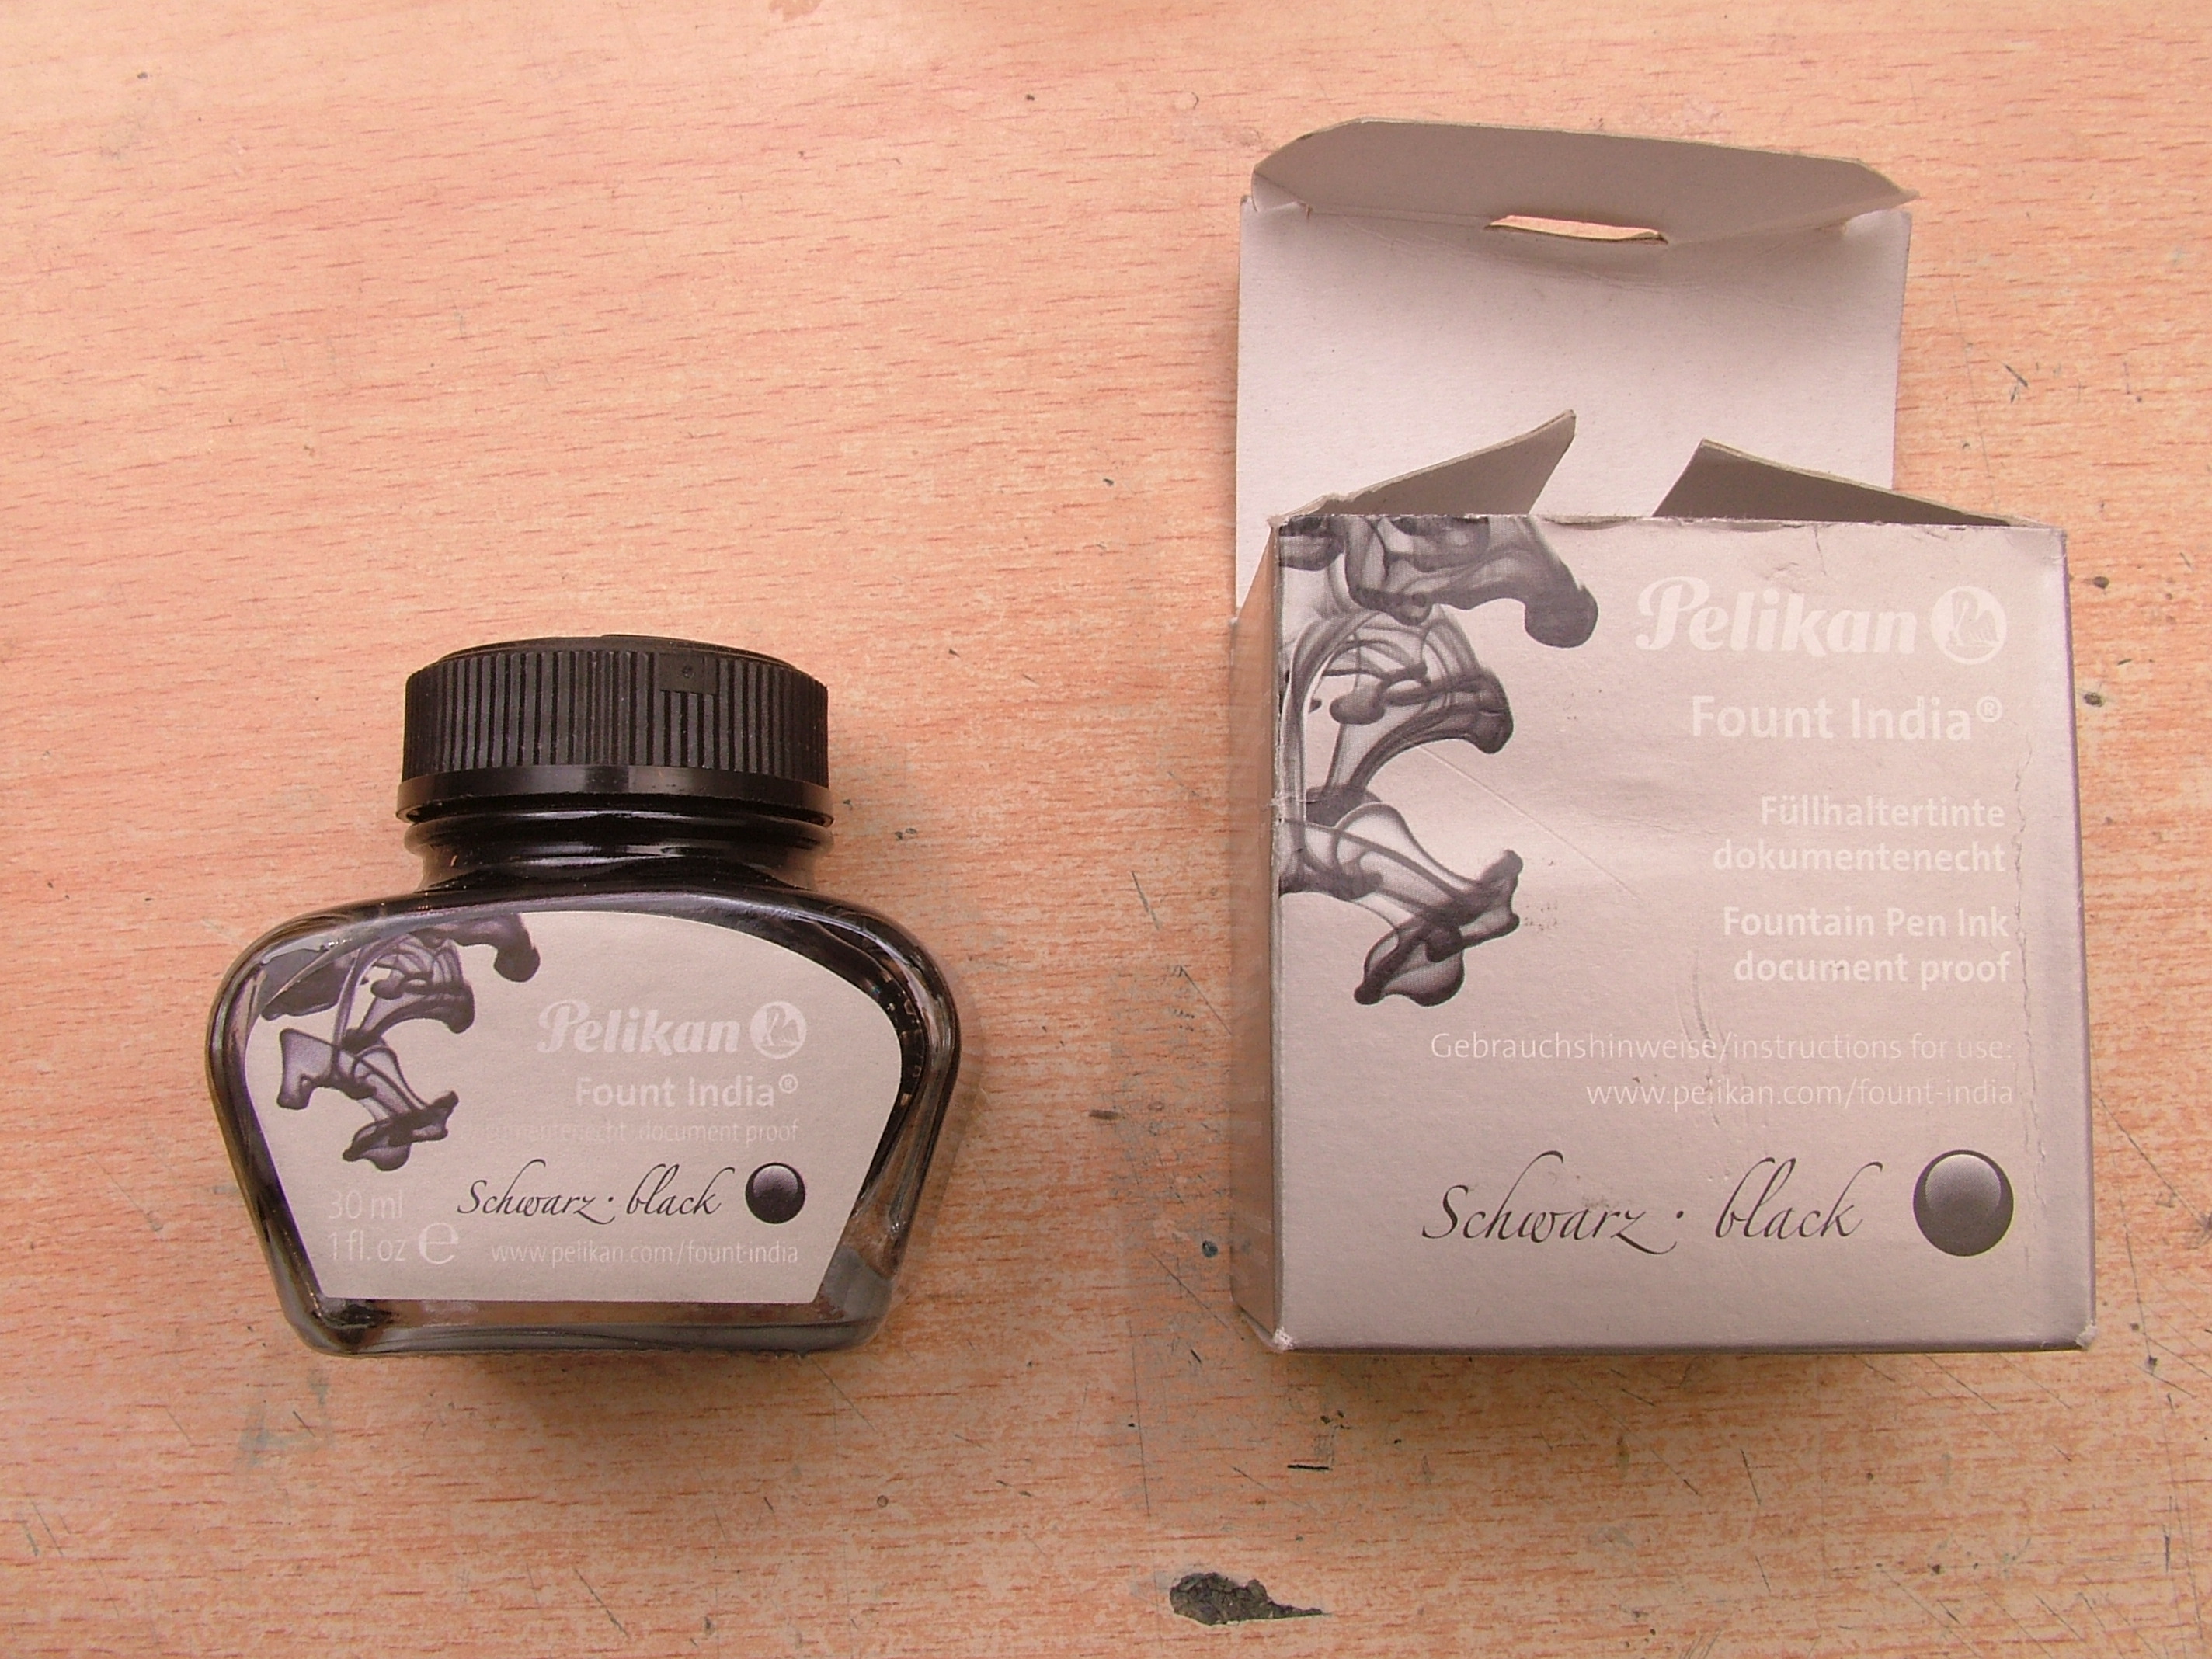 Pelikan
Fount India®
dokumentenecht · document proof
Schwarz · black
30 ml
1 fl. oz ℮
www.pelikan.com/fount-india
Pelikan
Fount India®
Füllhaltertinte
dokumentenecht
Fountain Pen Ink
document proof
Gebrauchshinweise/instructions for use:
www.pelikan.com/fount-india
Schwarz · black